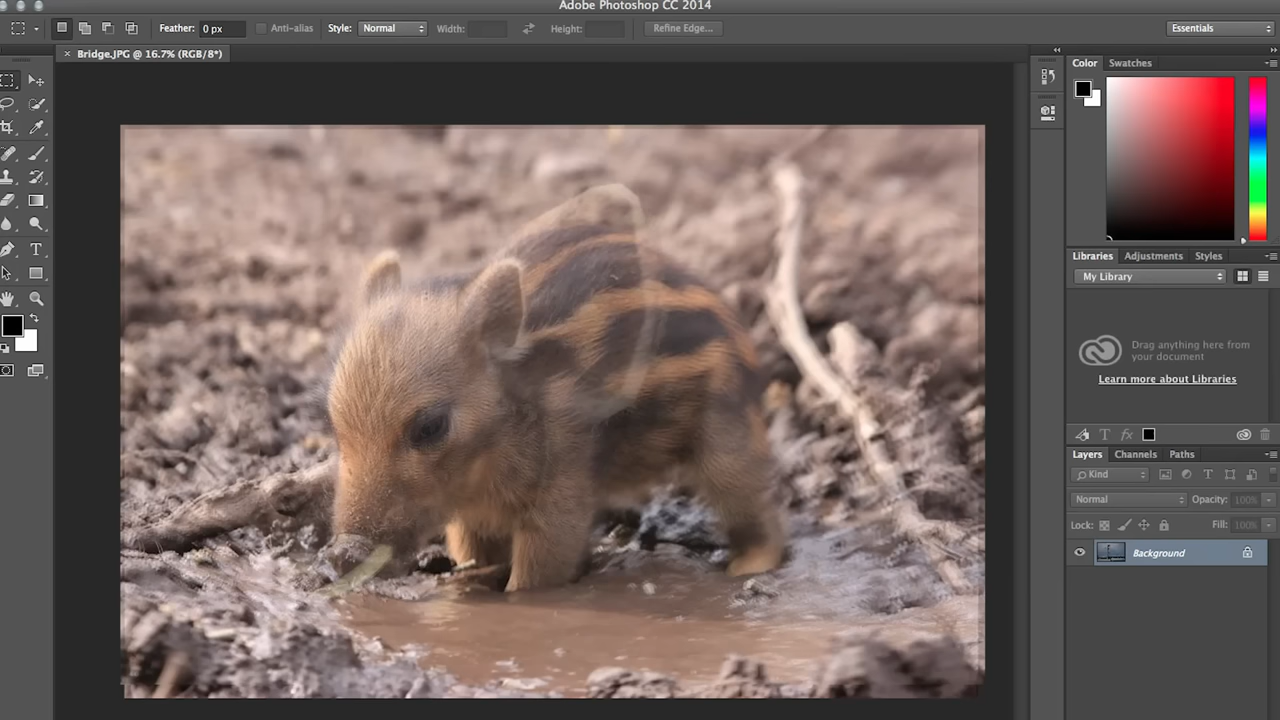 Adobe Photoshop CC 2014
Feather: 0 px Anti-alias Style: Normal Width: Height: Refine Edge... Essentials
× Bridge.JPG @ 16.7% (RGB/8*)
Color Swatches
Libraries Adjustments Styles
My Library
Drag anything here from
your document
Learn more about Libraries
T fx
Layers Channels Paths
Kind T
Normal Opacity: 100%
Lock: Fill: 100%
Background
T